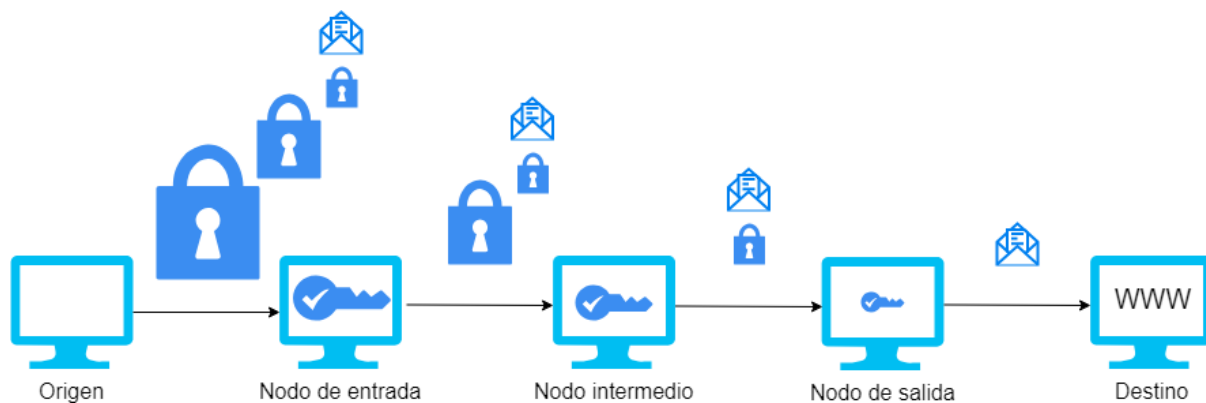 WWW
Origen
Nodo de entrada
Nodo intermedio
Nodo de salida
Destino